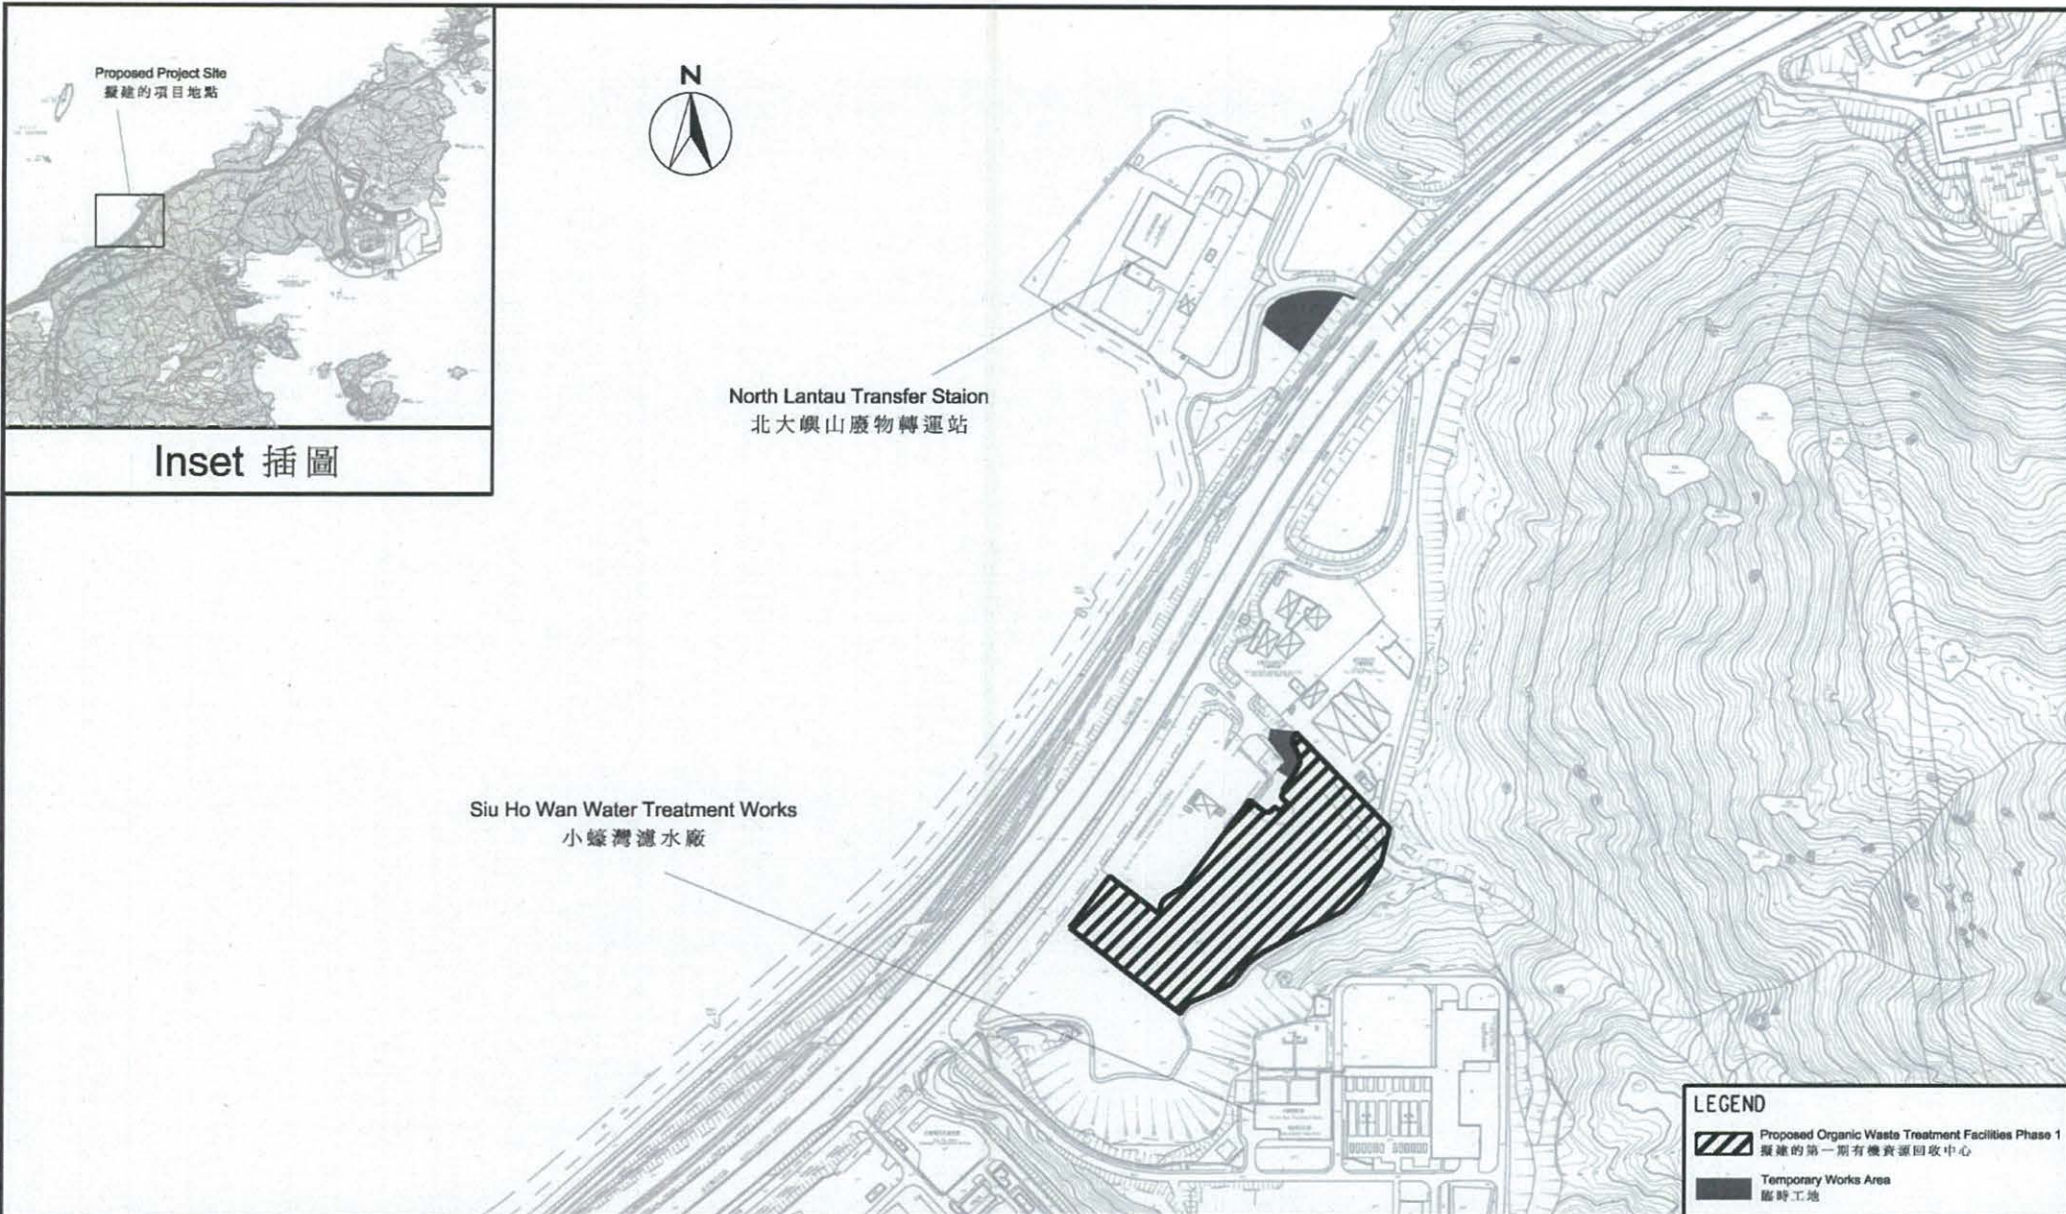 Proposed Project Site
擬建的項目地點
Inset 插圖
N
North Lantau Transfer Staion
北大嶼山廢物轉運站
Siu Ho Wan Water Treatment Works
小蠔灣濾水廠
LEGEND
Proposed Organic Waste Treatment Facilities Phase 1
擬建的第一期有機資源回收中心
Temporary Works Area
臨時工地